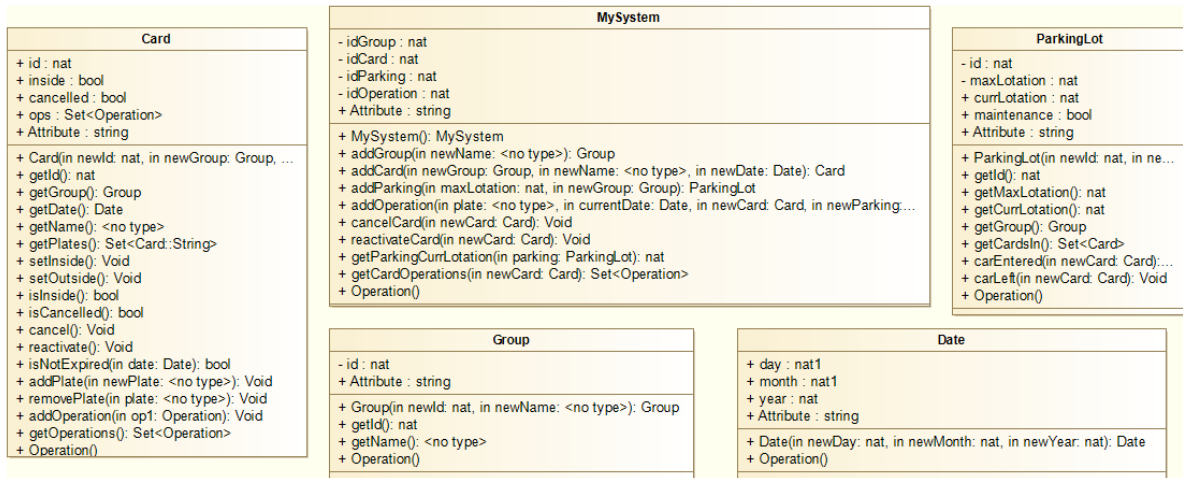 Card
+ id : nat
+ inside : bool
+ cancelled : bool
+ ops : Set<Operation>
+ Attribute : string
+ Card(in newId: nat, in newGroup: Group, ...
+ getId(): nat
+ getGroup(): Group
+ getDate(): Date
+ getName(): <no type>
+ getPlates(): Set<Card::String>
+ setInside(): Void
+ setOutside(): Void
+ isInside(): bool
+ isCancelled(): bool
+ cancel(): Void
+ reactivate(): Void
+ isNotExpired(in date: Date): bool
+ addPlate(in newPlate: <no type>): Void
+ removePlate(in plate: <no type>): Void
+ addOperation(in op1: Operation): Void
+ getOperations(): Set<Operation>
+ Operation()
MySystem
- idGroup : nat
- idCard : nat
- idParking : nat
- idOperation : nat
+ Attribute : string
+ MySystem(): MySystem
+ addGroup(in newName: <no type>): Group
+ addCard(in newGroup: Group, in newName: <no type>, in newDate: Date): Card
+ addParking(in maxLotation: nat, in newGroup: Group): ParkingLot
+ addOperation(in plate: <no type>, in currentDate: Date, in newCard: Card, in newParking:...
+ cancelCard(in newCard: Card): Void
+ reactivateCard(in newCard: Card): Void
+ getParkingCurrLotation(in parking: ParkingLot): nat
+ getCardOperations(in newCard: Card): Set<Operation>
+ Operation()
ParkingLot
- id : nat
- maxLotation : nat
+ currLotation : nat
+ maintenance : bool
+ Attribute : string
+ ParkingLot(in newId: nat, in ne...
+ getId(): nat
+ getMaxLotation(): nat
+ getCurrLotation(): nat
+ getGroup(): Group
+ getCardsIn(): Set<Card>
+ carEntered(in newCard: Card):...
+ carLeft(in newCard: Card): Void
+ Operation()
Group
- id : nat
+ Attribute : string
+ Group(in newId: nat, in newName: <no type>): Group
+ getId(): nat
+ getName(): <no type>
+ Operation()
Date
+ day : nat1
+ month : nat1
+ year : nat
+ Attribute : string
+ Date(in newDay: nat, in newMonth: nat, in newYear: nat): Date
+ Operation()